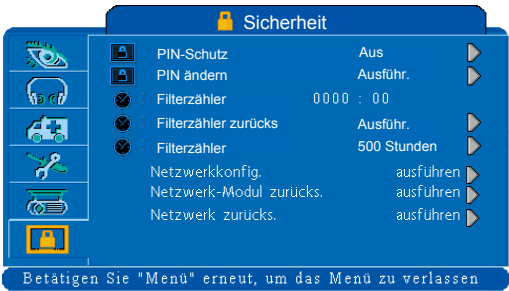 Sicherheit
PIN-Schutz Aus
PIN ändern Ausführ.
Filterzähler 0000 : 00
Filterzähler zurücks Ausführ.
Filterzähler 500 Stunden
Netzwerkkonfig. ausführen
Netzwerk-Modul zurücks. ausführen
Netzwerk zurücks. ausführen
Betätigen Sie "Menü" erneut, um das Menü zu verlassen